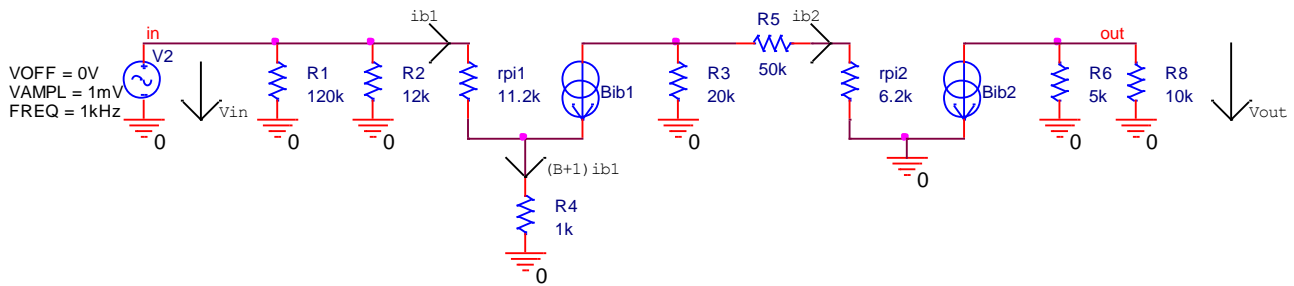 in
V2
VOFF = 0V
VAMPL = 1mV
FREQ = 1kHz
0
Vin
R1
120k
0
R2
12k
0
ib1
rpi1
11.2k
Bib1
(B+1)ib1
R4
1k
0
R3
20k
0
R5
50k
ib2
rpi2
6.2k
0
Bib2
out
R6
5k
0
R8
10k
0
Vout